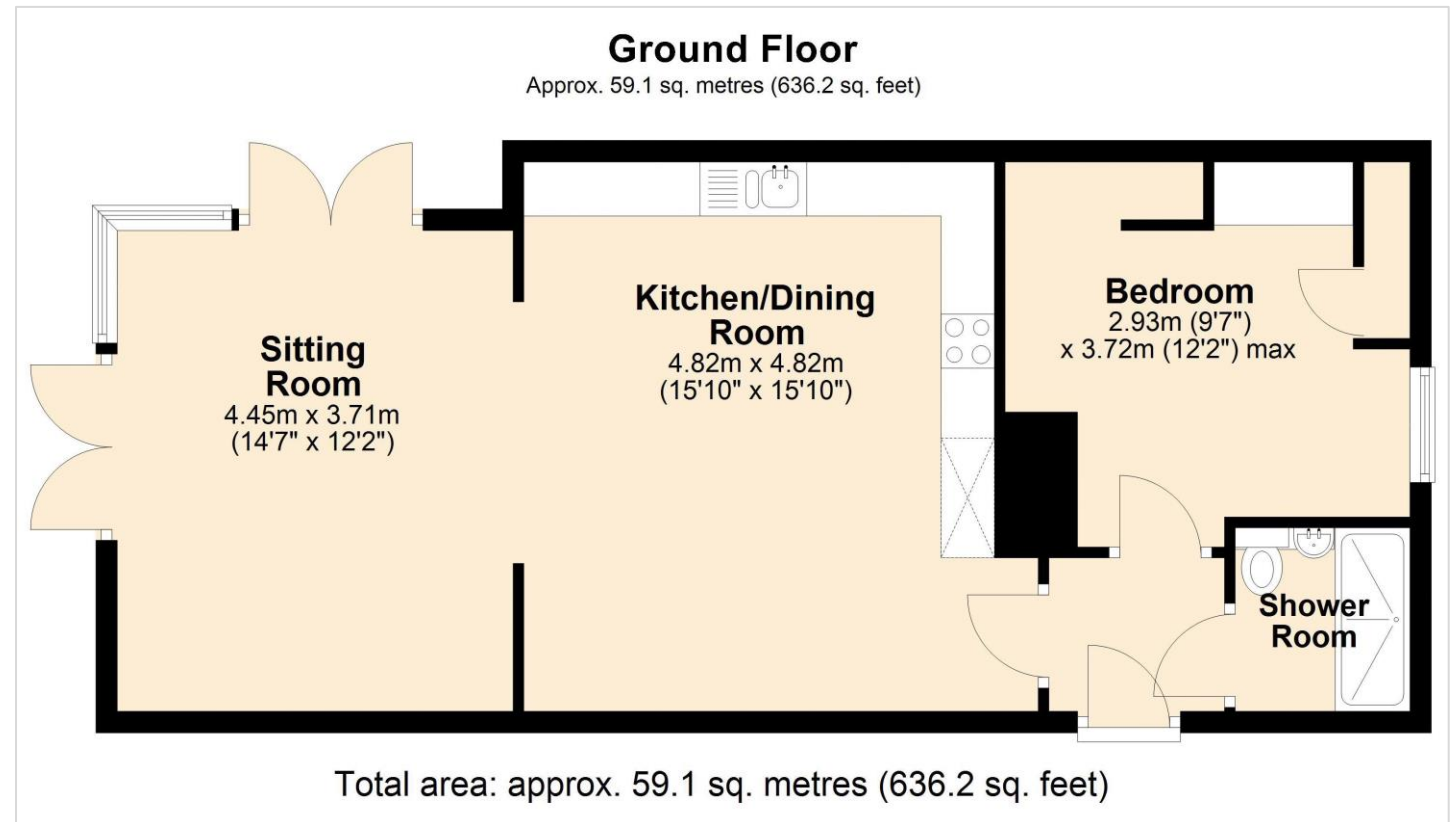 Ground Floor
Approx. 59.1 sq. metres (636.2 sq. feet)
Sitting
Room
4.45m x 3.71m
(14'7" x 12'2")
Kitchen/Dining
Room
4.82m x 4.82m
(15'10" x 15'10")
Bedroom
2.93m (9'7")
x 3.72m (12'2") max
Shower
Room
Total area: approx. 59.1 sq. metres (636.2 sq. feet)